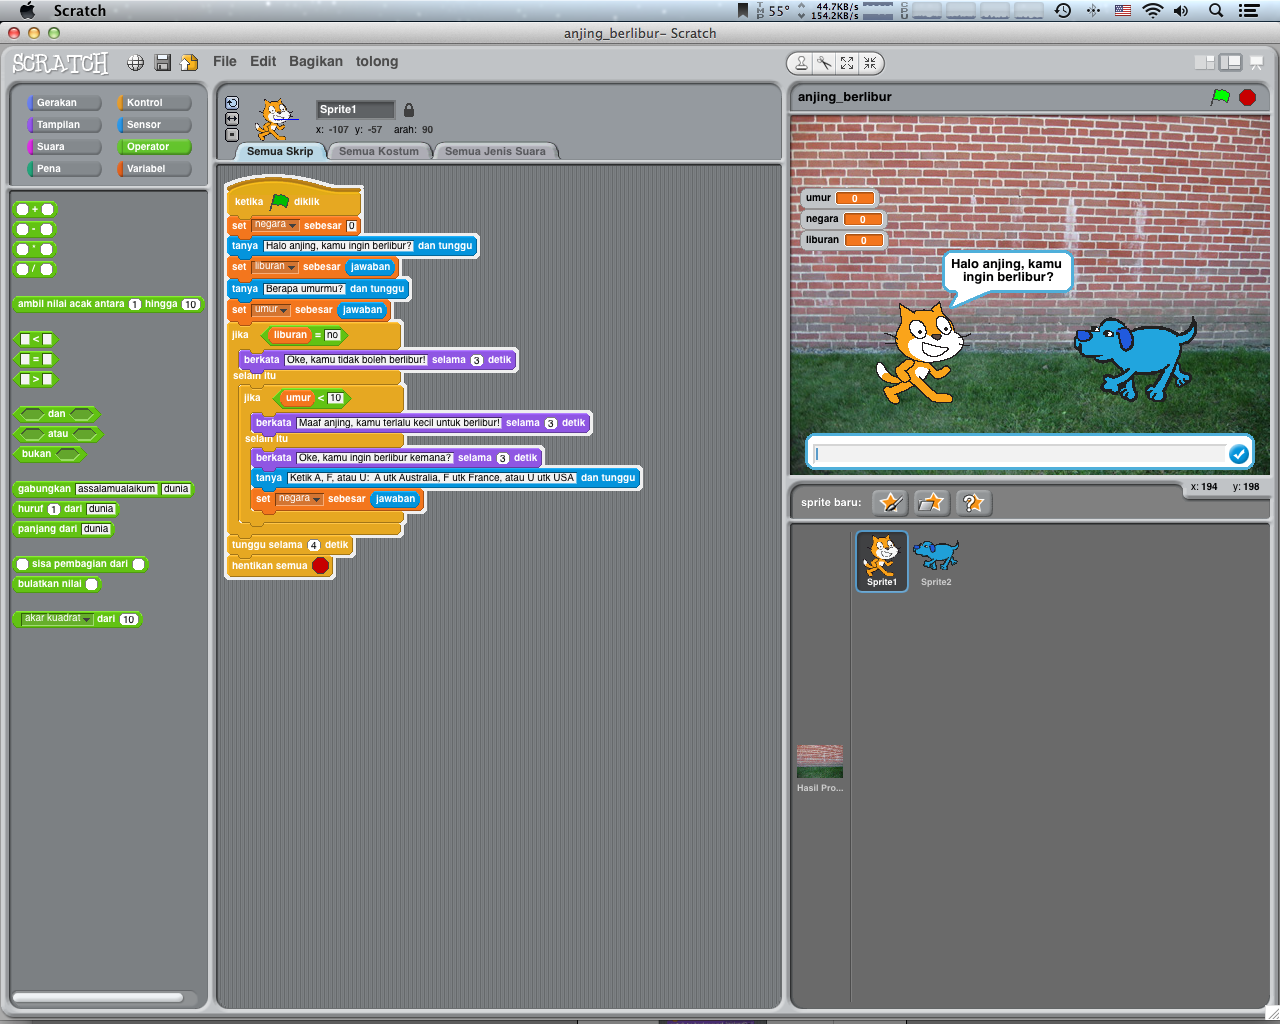 Scratch
TMP 55° 44.7KB/s
154.2KB/s CPU
anjing_berlibur– Scratch
SCRATCH File Edit Bagikan tolong
Gerakan Kontrol
Tampilan Sensor
Suara Operator
Pena Variabel
+
-
*
/
ambil nilai acak antara 1 hingga 10
<
=
>
dan
atau
bukan
gabungkan assalamualaikum dunia
huruf 1 dari dunia
panjang dari dunia
sisa pembagian dari
bulatkan nilai
akar kuadrat dari 10
Sprite1
x: -107 y: -57 arah: 90
Semua Skrip Semua Kostum Semua Jenis Suara
ketika diklik
set negara sebesar 0
tanya Halo anjing, kamu ingin berlibur? dan tunggu
set liburan sebesar jawaban
tanya Berapa umurmu? dan tunggu
set umur sebesar jawaban
jika liburan = no
berkata Oke, kamu tidak boleh berlibur! selama 3 detik
selain itu
jika umur < 10
berkata Maaf anjing, kamu terlalu kecil untuk berlibur! selama 3 detik
selain itu
berkata Oke, kamu ingin berlibur kemana? selama 3 detik
tanya Ketik A, F, atau U: A utk Australia, F utk France, atau U utk USA dan tunggu
set negara sebesar jawaban
tunggu selama 4 detik
hentikan semua
anjing_berlibur
umur 0
negara 0
liburan 0
Halo anjing, kamu
ingin berlibur?
x: 194 y: 198
sprite baru:
Sprite1 Sprite2
Hasil Pro...